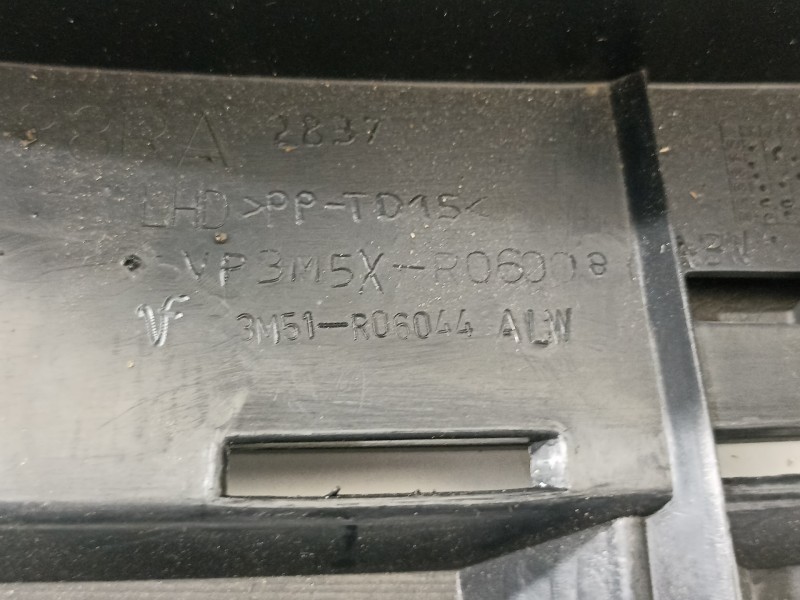 2837
LHD >PP-TD15<
VP3M5X-R06008
3M51-R06044 ALW